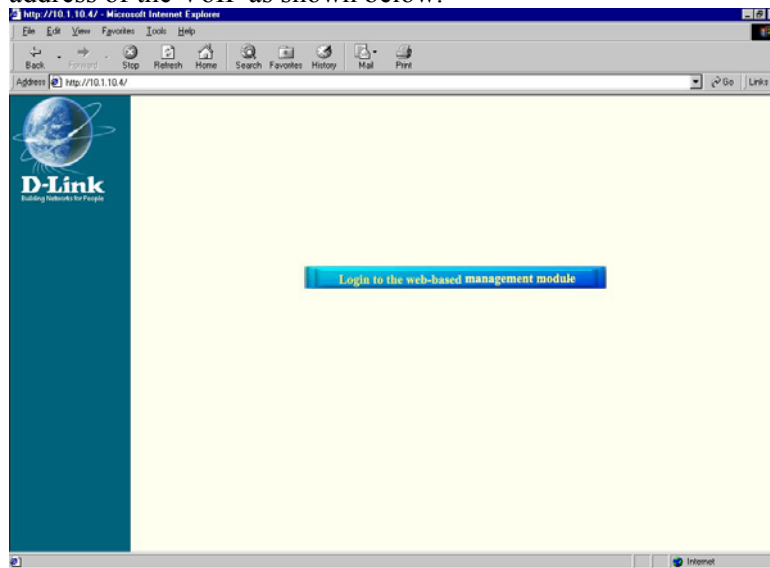 address of the VoIP as shown below:
http://10.1.10.4/ - Microsoft Internet Explorer
File Edit View Favorites Tools Help
Back Forward Stop Refresh Home Search Favorites History Mail Print
Address http://10.1.10.4/ Go Links
D-Link
Building Networks for People
Login to the web-based management module
Internet